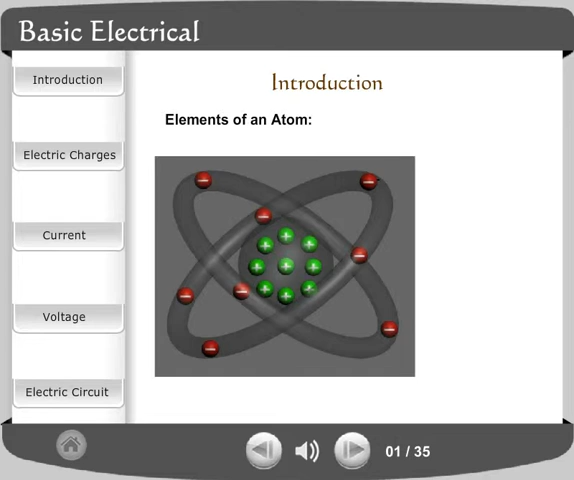 Basic Electrical
Introduction
Electric Charges
Current
Voltage
Electric Circuit
Introduction
Elements of an Atom:
01 / 35